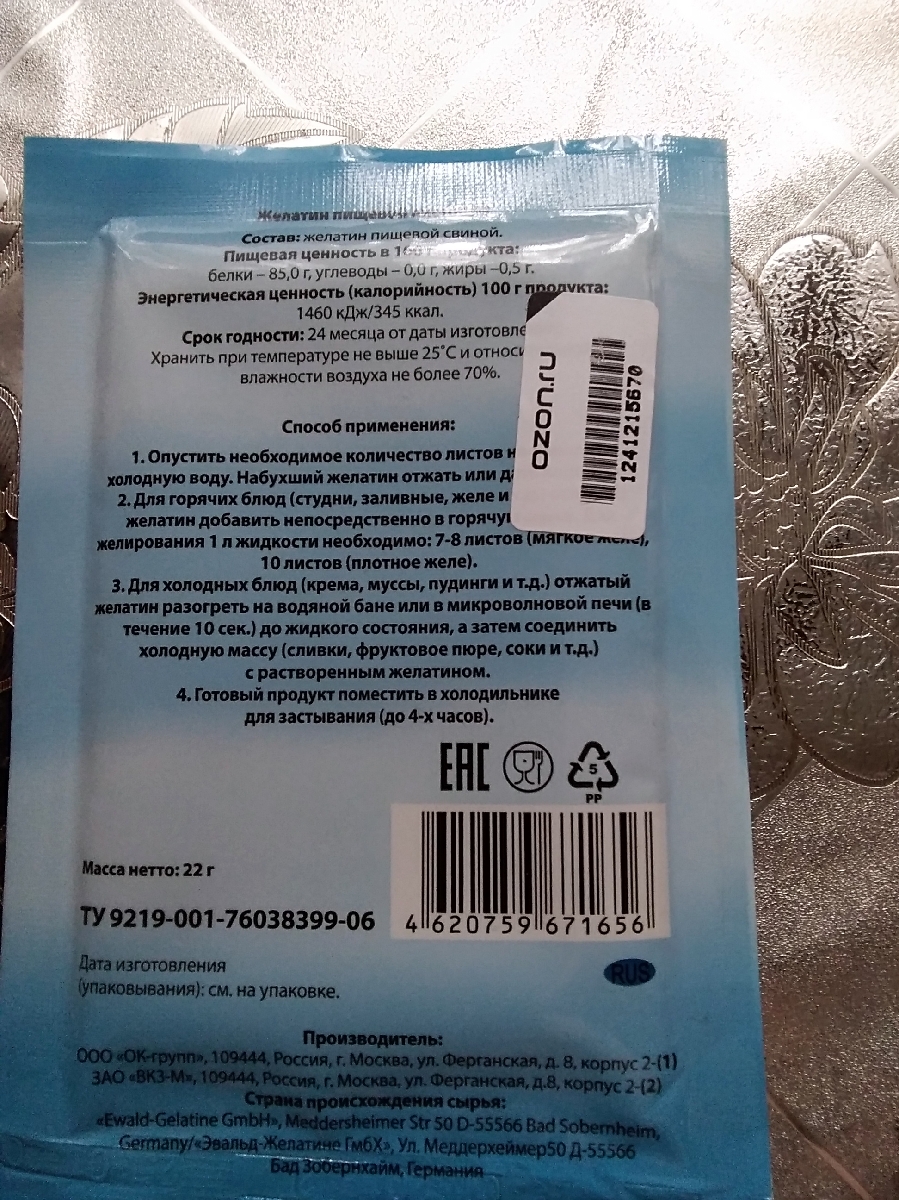 Желатин пищевой
Состав: желатин пищевой свиной.
Пищевая ценность в 100 г продукта:
белки – 85,0 г, углеводы – 0,0 г, жиры –0,5 г.
Энергетическая ценность (калорийность) 100 г продукта:
1460 кДж/345 ккал.
Срок годности: 24 месяца от даты изготовле
Хранить при температуре не выше 25°С и относи
влажности воздуха не более 70%.
Способ применения:
1. Опустить необходимое количество листов н
холодную воду. Набухший желатин отжать или д
2. Для горячих блюд (студни, заливные, желе и
желатин добавить непосредственно в горячу
желирования 1 л жидкости необходимо: 7-8 листов (мягкое желе),
10 листов (плотное желе).
3. Для холодных блюд (крема, муссы, пудинги и т.д.) отжатый
желатин разогреть на водяной бане или в микроволновой печи (в
течение 10 сек.) до жидкого состояния, а затем соединить
холодную массу (сливки, фруктовое пюре, соки и т.д.)
с растворенным желатином.
4. Готовый продукт поместить в холодильнике
для застывания (до 4-х часов).
ozon.ru
1241215670
EAC
5
PP
Масса нетто: 22 г
ТУ 9219-001-76038399-06
4 620759 671656
Дата изготовления
(упаковывания): см. на упаковке.
RUS
Производитель:
ООО «ОК-групп», 109444, Россия, г. Москва, ул. Ферганская, д. 8, корпус 2-(1)
ЗАО «ВКЗ-М», 109444, Россия, г. Москва, ул. Ферганская, д.8, корпус 2-(2)
Страна происхождения сырья:
«Ewald-Gelatine GmbH», Meddersheimer Str 50 D-55566 Bad Sobernheim,
Germany/«Эвальд-Желатине ГмбХ», Ул. Меддерхеймер50 Д-55566
Бад Зобернхайм, Германия